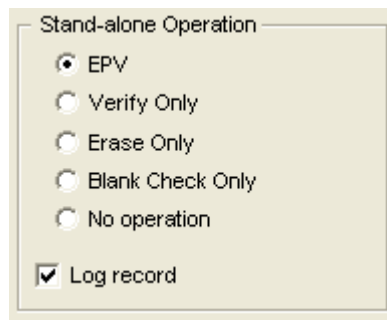 Stand-alone Operation
EPV
Verify Only
Erase Only
Blank Check Only
No operation
Log record